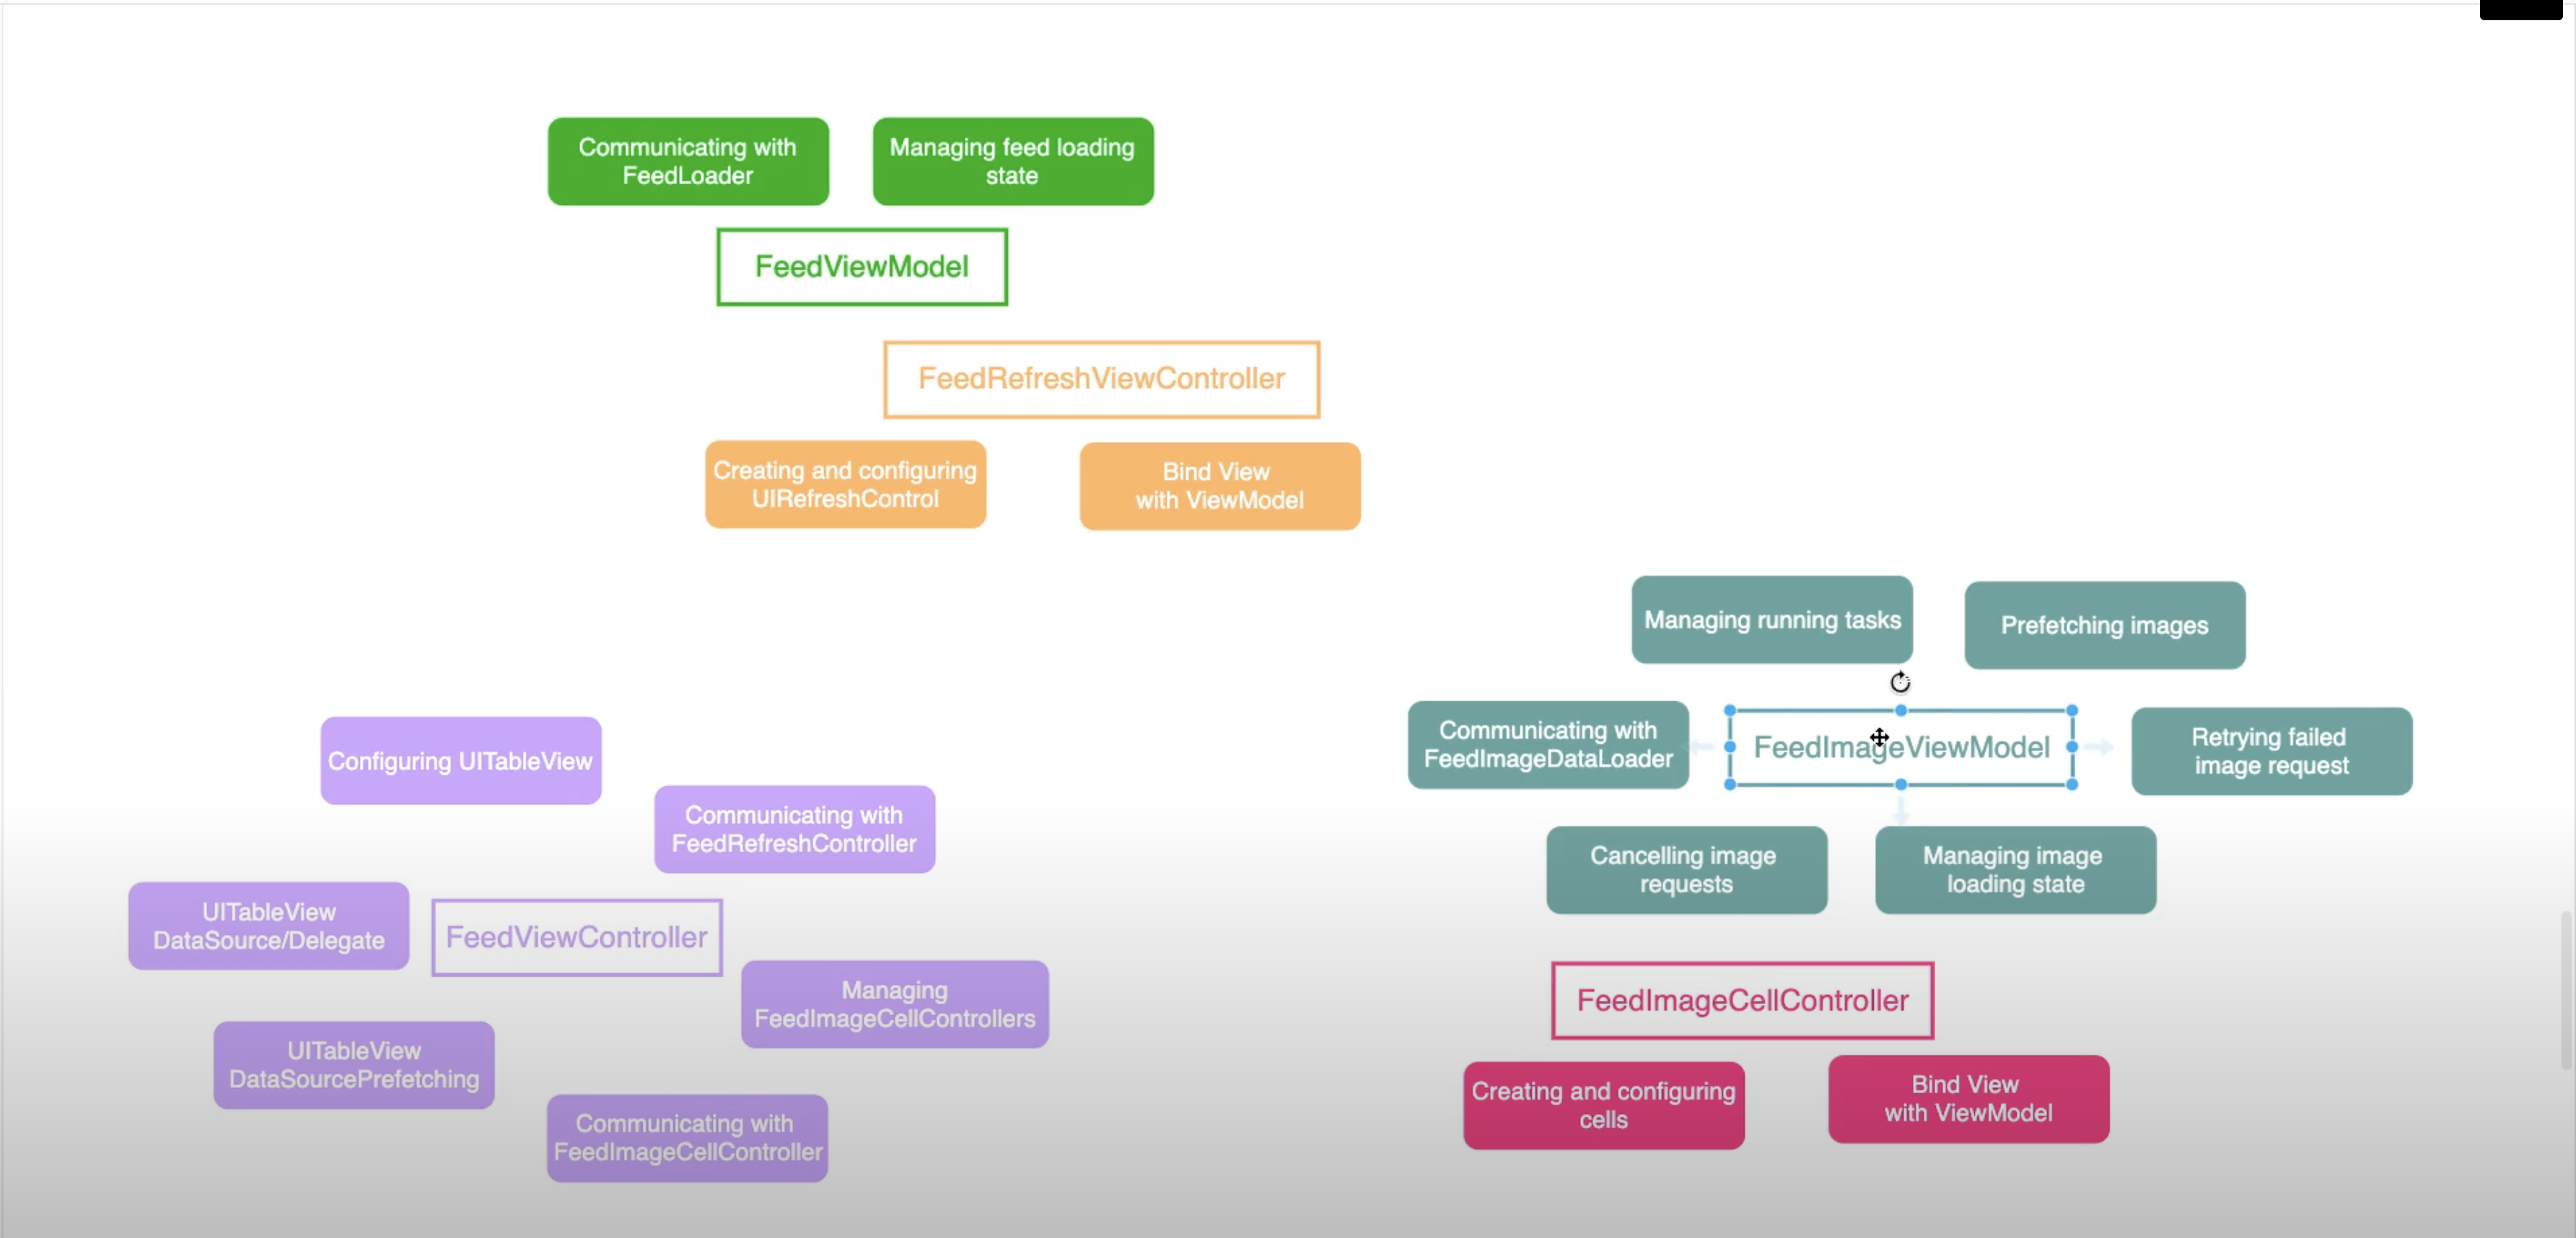 Communicating with
FeedLoader
Managing feed loading
state
FeedViewModel
FeedRefreshViewController
Creating and configuring
UIRefreshControl
Bind View
with ViewModel
Managing running tasks
Prefetching images
Communicating with
FeedImageDataLoader
FeedImageViewModel
Retrying failed
image request
Cancelling image
requests
Managing image
loading state
Configuring UITableView
Communicating with
FeedRefreshController
UITableView
DataSource/Delegate
FeedViewController
Managing
FeedImageCellControllers
UITableView
DataSourcePrefetching
Communicating with
FeedImageCellController
FeedImageCellController
Creating and configuring
cells
Bind View
with ViewModel